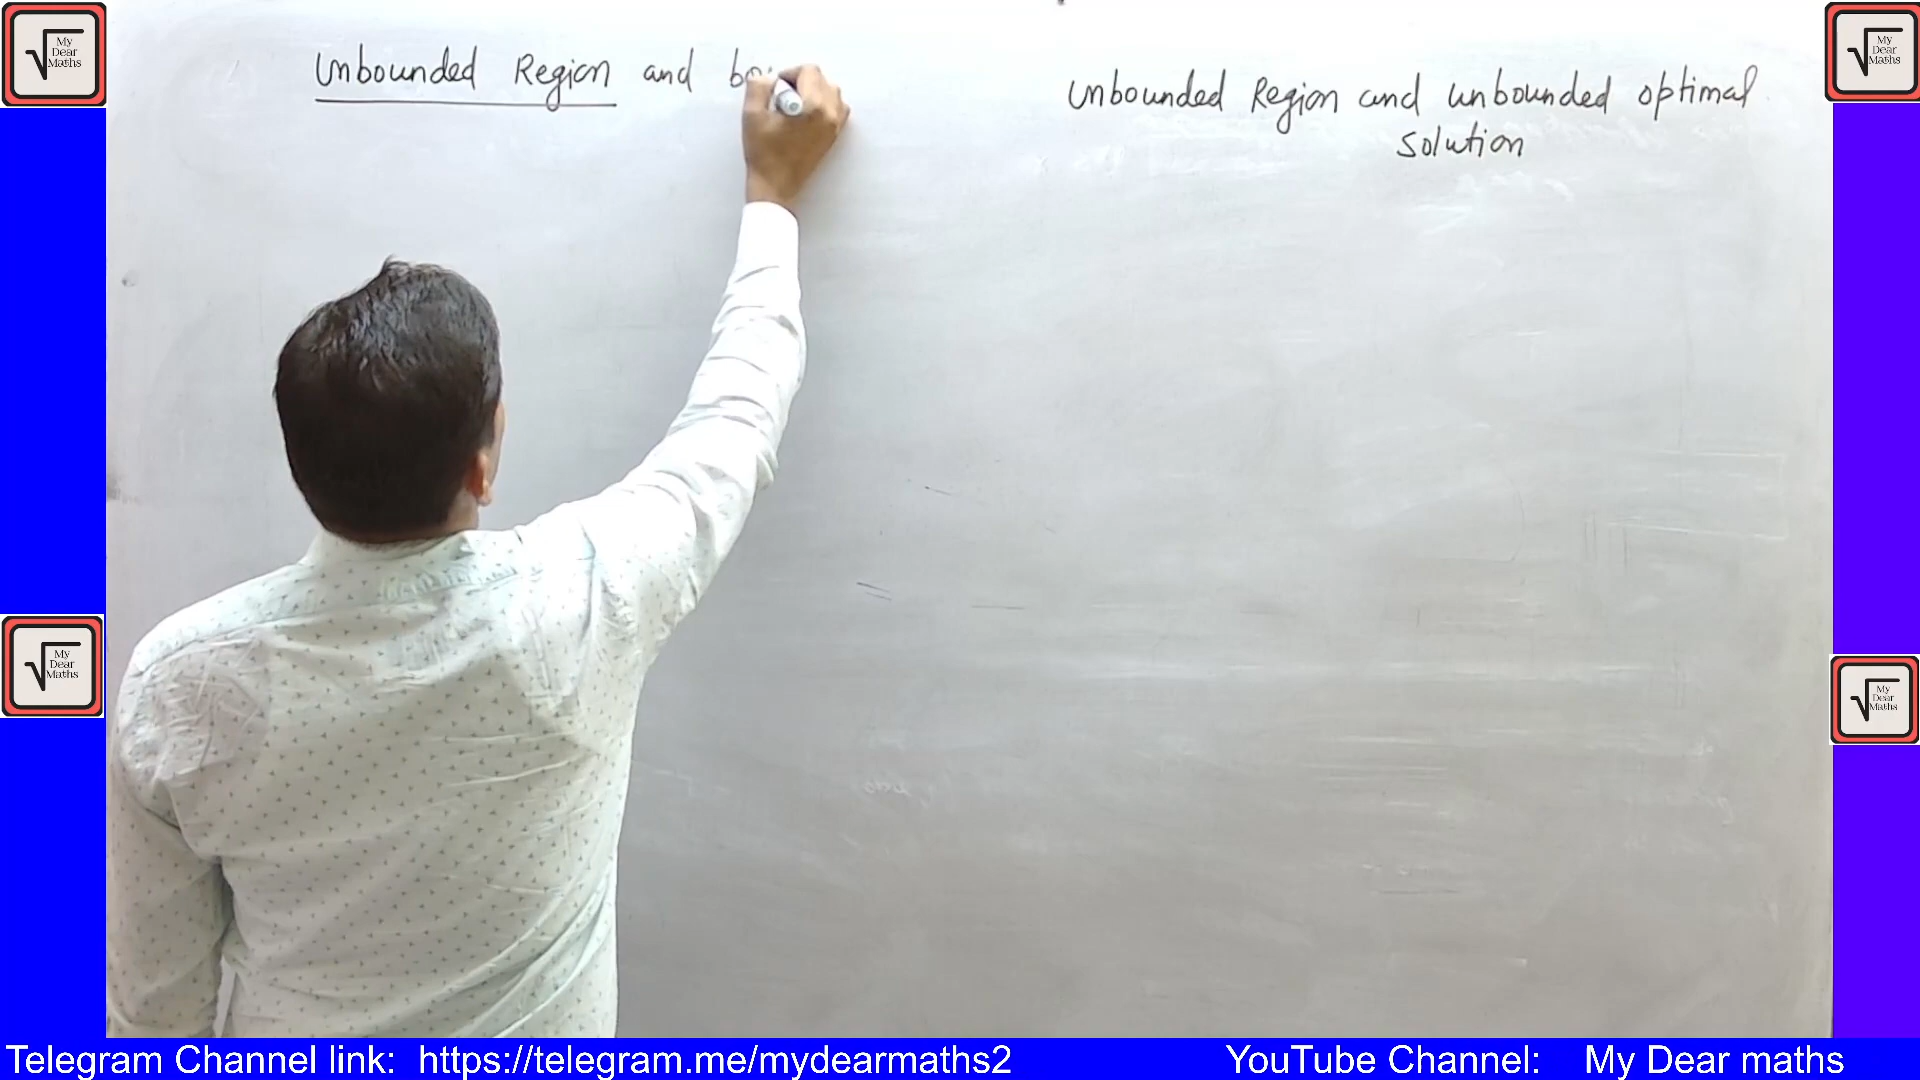 My
Dear
Maths
My
Dear
Maths
Unbounded Region and
Unbounded Region and unbounded optimal
solution
My
Dear
Maths
My
Dear
Maths
Telegram Channel link: https://telegram.me/mydearmaths2
YouTube Channel: My Dear maths